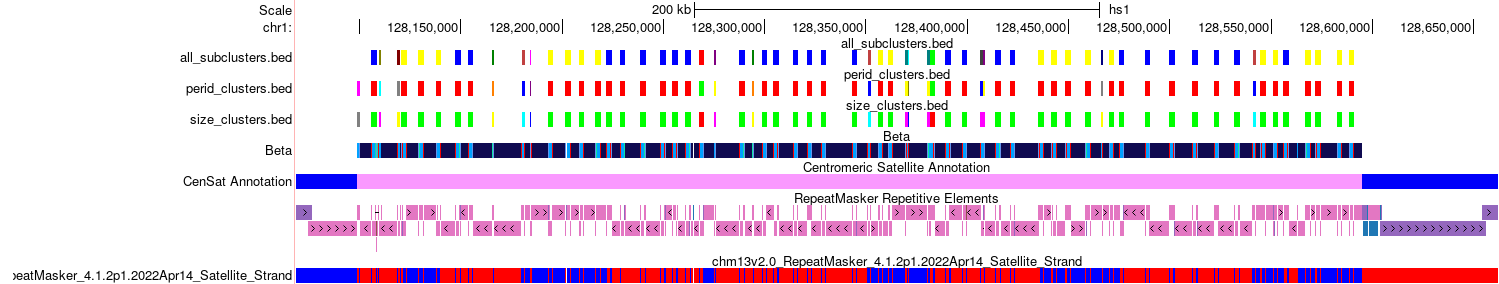 Scale 200 kb hs1
chr1: 128,150,000 128,200,000 128,250,000 128,300,000 128,350,000 128,400,000 128,450,000 128,500,000 128,550,000 128,600,000 128,650,000
all_subclusters.bed
all_subclusters.bed
perid_clusters.bed
perid_clusters.bed
size_clusters.bed
size_clusters.bed
Beta
Beta
Centromeric Satellite Annotation
CenSat Annotation
RepeatMasker Repetitive Elements
chm13v2.0_RepeatMasker_4.1.2p1.2022Apr14_Satellite_Strand
peatMasker_4.1.2p1.2022Apr14_Satellite_Strand